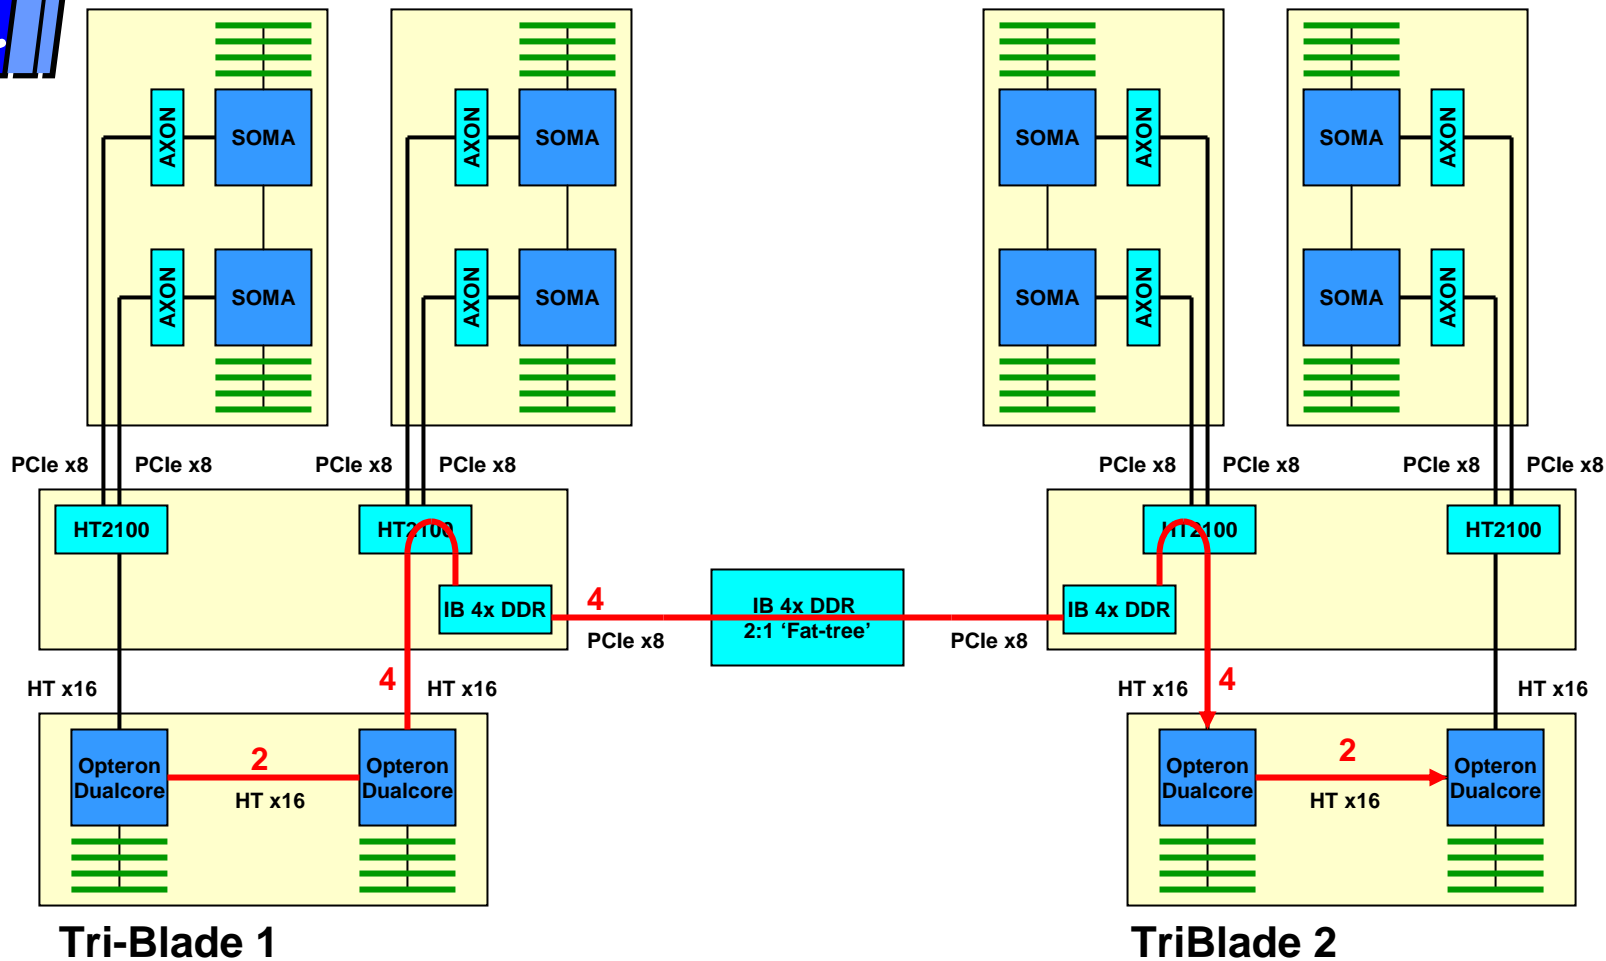 AXON SOMA AXON SOMA SOMA AXON SOMA AXON
AXON SOMA AXON SOMA SOMA AXON SOMA AXON
PCIe x8 PCIe x8 PCIe x8 PCIe x8 PCIe x8 PCIe x8 PCIe x8 PCIe x8
HT2100 HT2100 HT2100 HT2100
IB 4x DDR 4 IB 4x DDR IB 4x DDR
2:1 ‘Fat-tree’
PCIe x8 PCIe x8
HT x16 4 HT x16 HT x16 4 HT x16
Opteron 2 Opteron Opteron 2 Opteron
Dualcore HT x16 Dualcore Dualcore HT x16 Dualcore
Tri-Blade 1 TriBlade 2